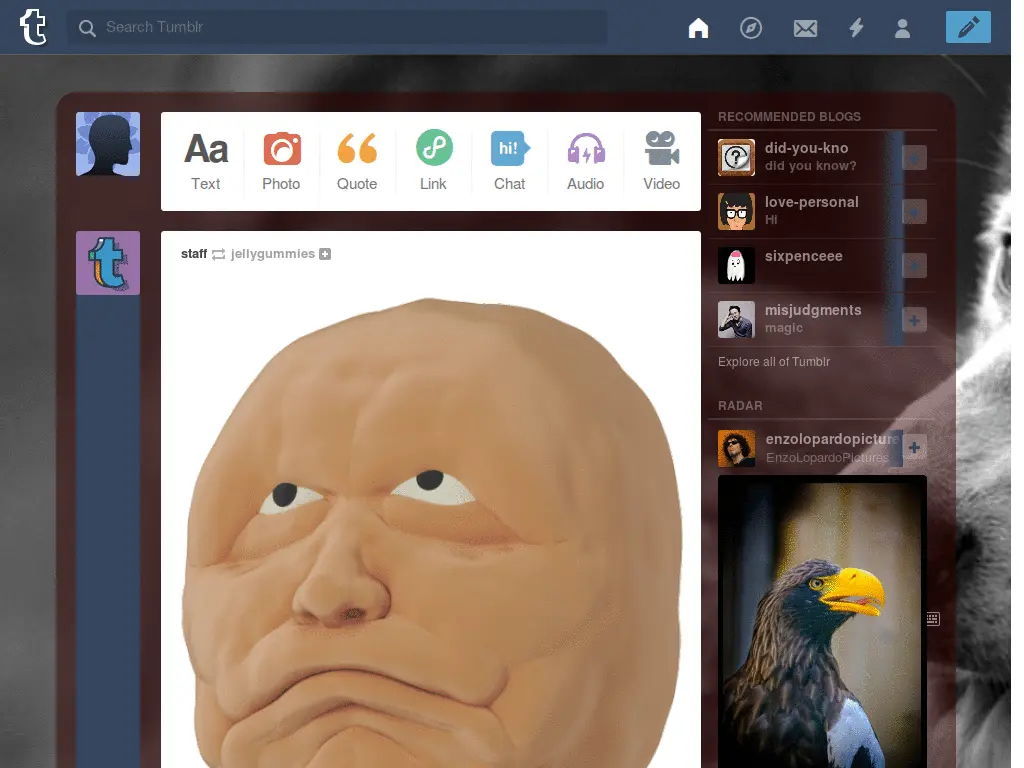 Search Tumblr
Aa
Text
Photo
Quote
Link
hi!
Chat
Audio
Video
staff jellygummies
RECOMMENDED BLOGS
did-you-kno
did you know?
love-personal
Hi
sixpenceee
misjudgments
magic
Explore all of Tumblr
RADAR
enzolopardopicture
EnzoLopardoPictures